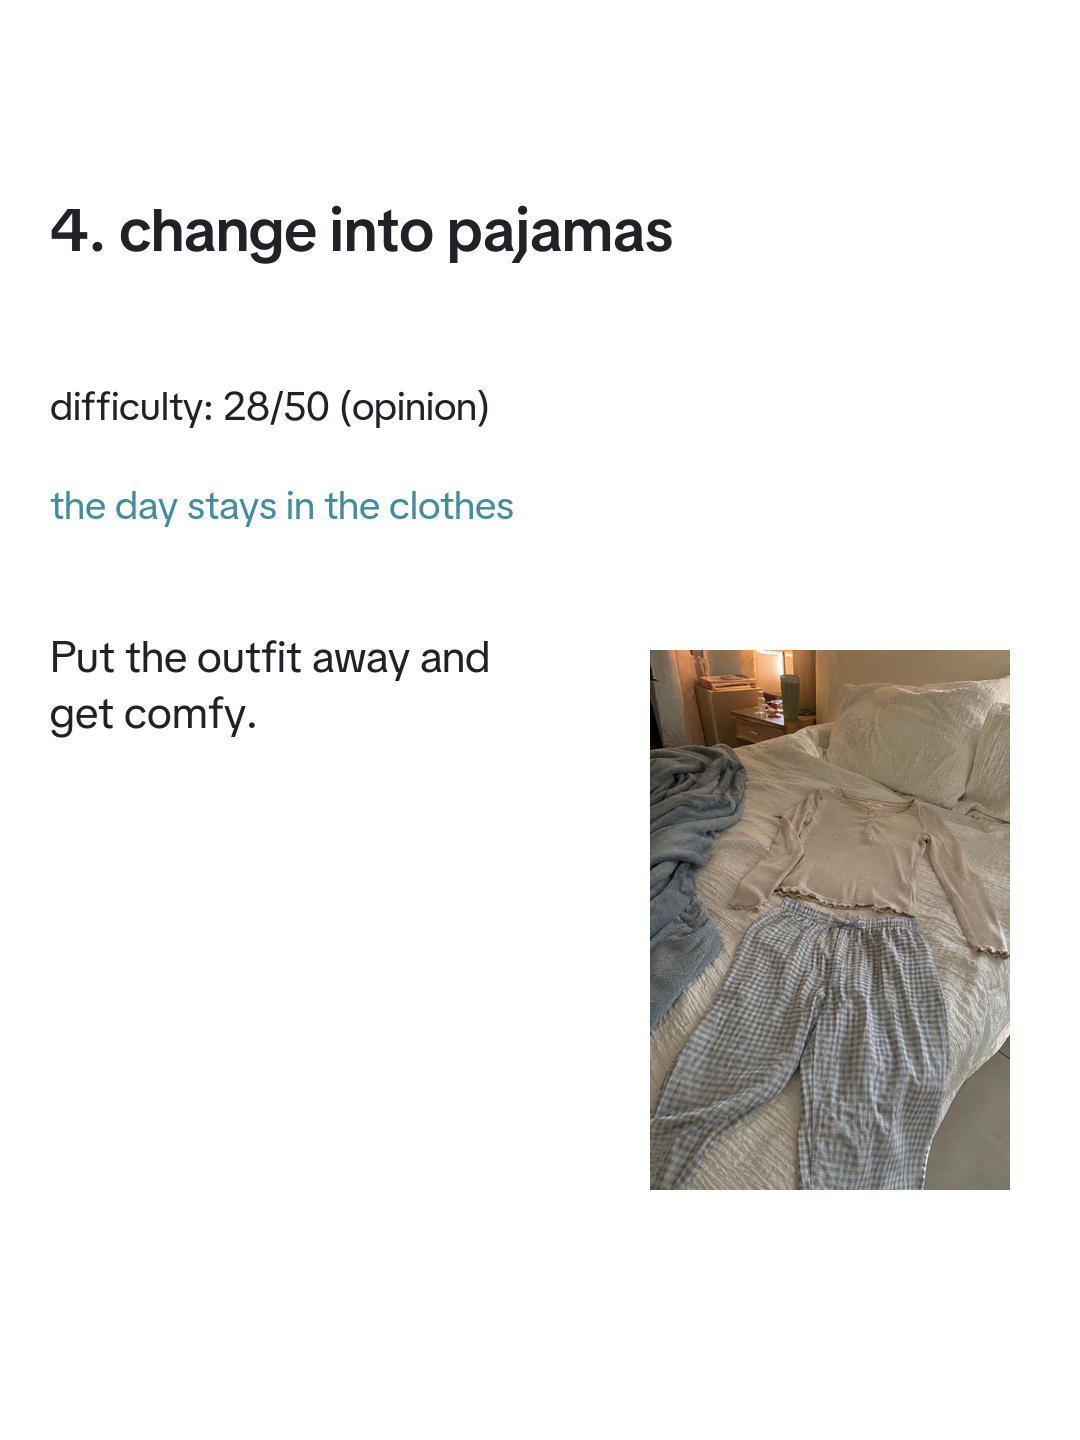 4. change into pajamas
difficulty: 28/50 (opinion)
the day stays in the clothes
Put the outfit away and
get comfy.